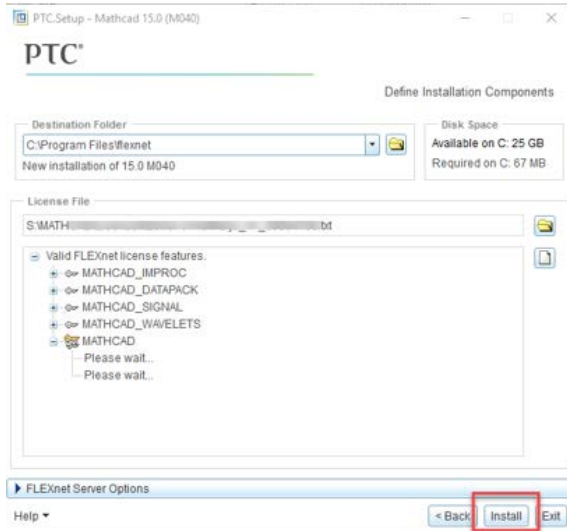 PTC.Setup - Mathcad 15.0 (M040)
PTC®
Define Installation Components
Destination Folder
C:\Program Files\flexnet
New installation of 15.0 M040
Disk Space
Available on C: 25 GB
Required on C: 67 MB
License File
S:\MATH .txt
Valid FLEXnet license features.
MATHCAD_IMPROC
MATHCAD_DATAPACK
MATHCAD_SIGNAL
MATHCAD_WAVELETS
MATHCAD
Please wait...
Please wait...
FLEXnet Server Options
Help
< Back Install Exit